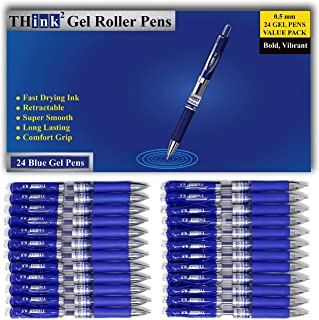 THink² Gel Roller Pens
0.5 mm
24 GEL PENS
VALUE PACK
Bold, Vibrant
• Fast Drying Ink
• Retractable
• Super Smooth
• Long Lasting
• Comfort Grip
24 Blue Gel Pens